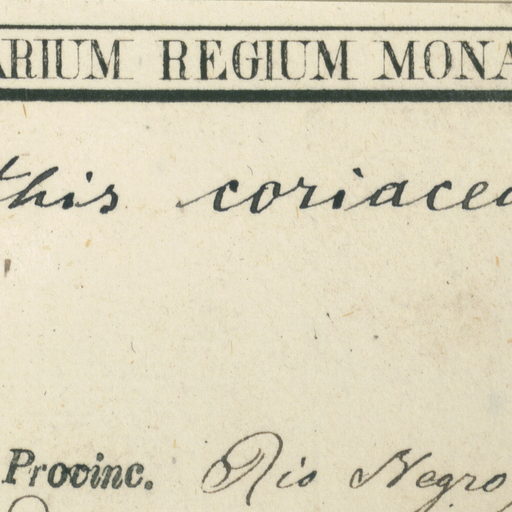 ARIUM REGIUM MONA
this coriacea
Provinc. Rio Negro,